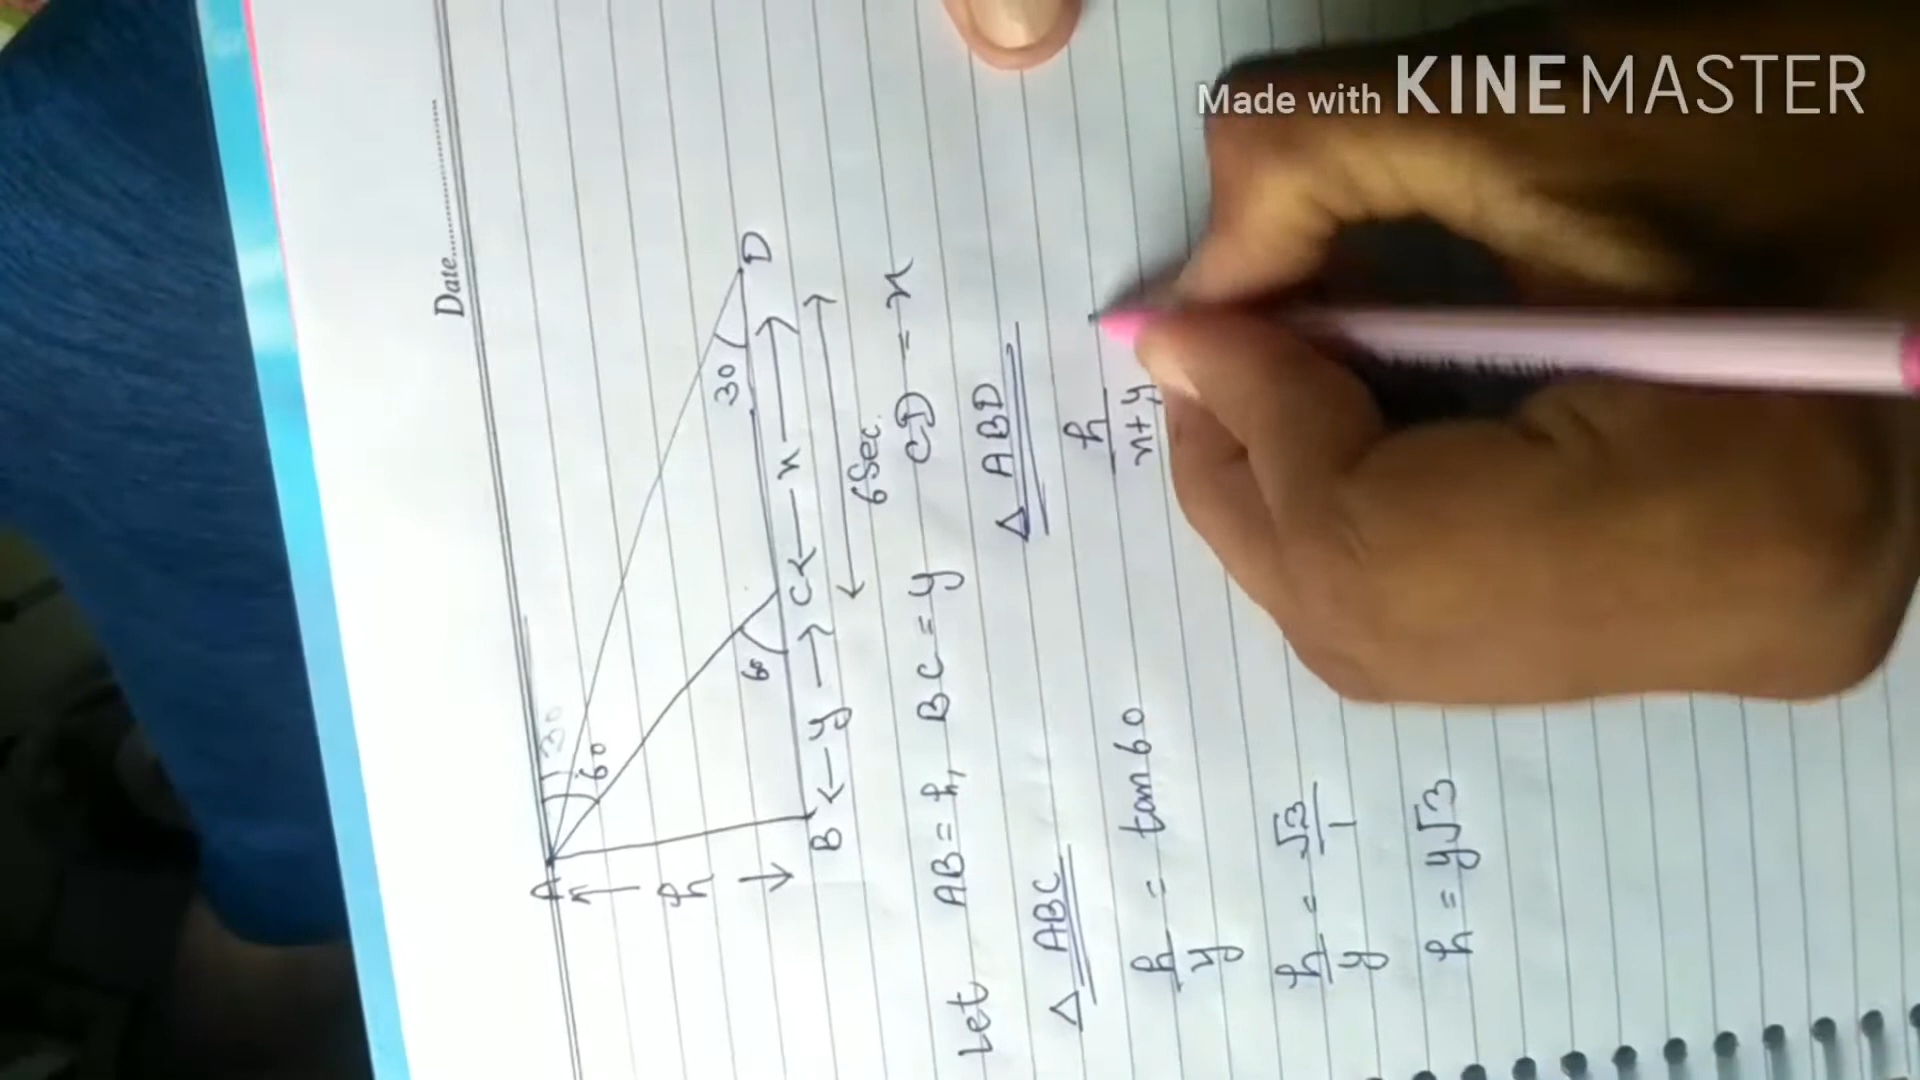 Made with KINEMASTER
Date
A
30
60
h
60
30
B ← y → C ← x → D
6 Sec.
Let AB = h, BC = y CD = x
△ ABC
△ ABD
h/y = tan 60
h/x+y
h/y = √3/1
h = y√3